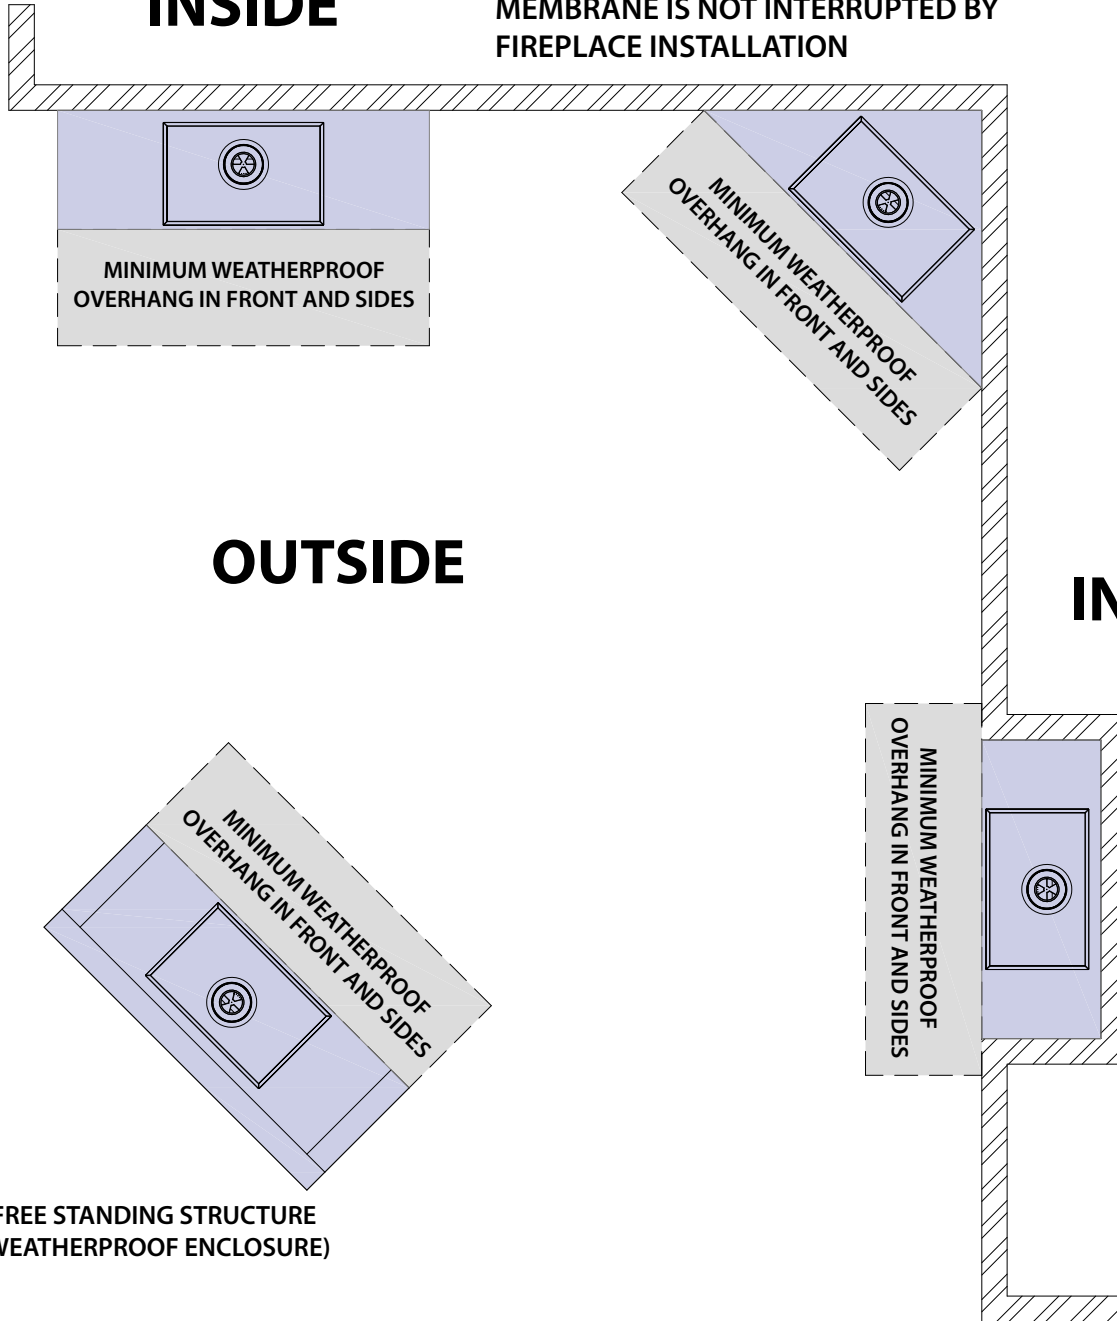 INSIDE
MEMBRANE IS NOT INTERRUPTED BY
FIREPLACE INSTALLATION
MINIMUM WEATHERPROOF
OVERHANG IN FRONT AND SIDES
MINIMUM WEATHERPROOF
OVERHANG IN FRONT AND SIDES
OUTSIDE
IN
MINIMUM WEATHERPROOF
OVERHANG IN FRONT AND SIDES
MINIMUM WEATHERPROOF
OVERHANG IN FRONT AND SIDES
FREE STANDING STRUCTURE
WEATHERPROOF ENCLOSURE)